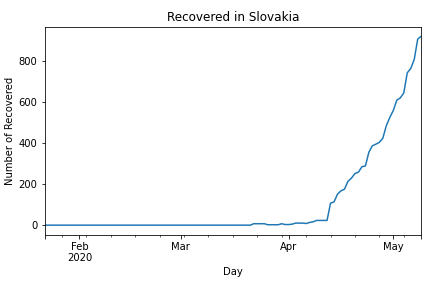 Recovered in Slovakia
Number of Recovered
800
600
400
200
0
Feb
2020
Mar
Apr
May
Day